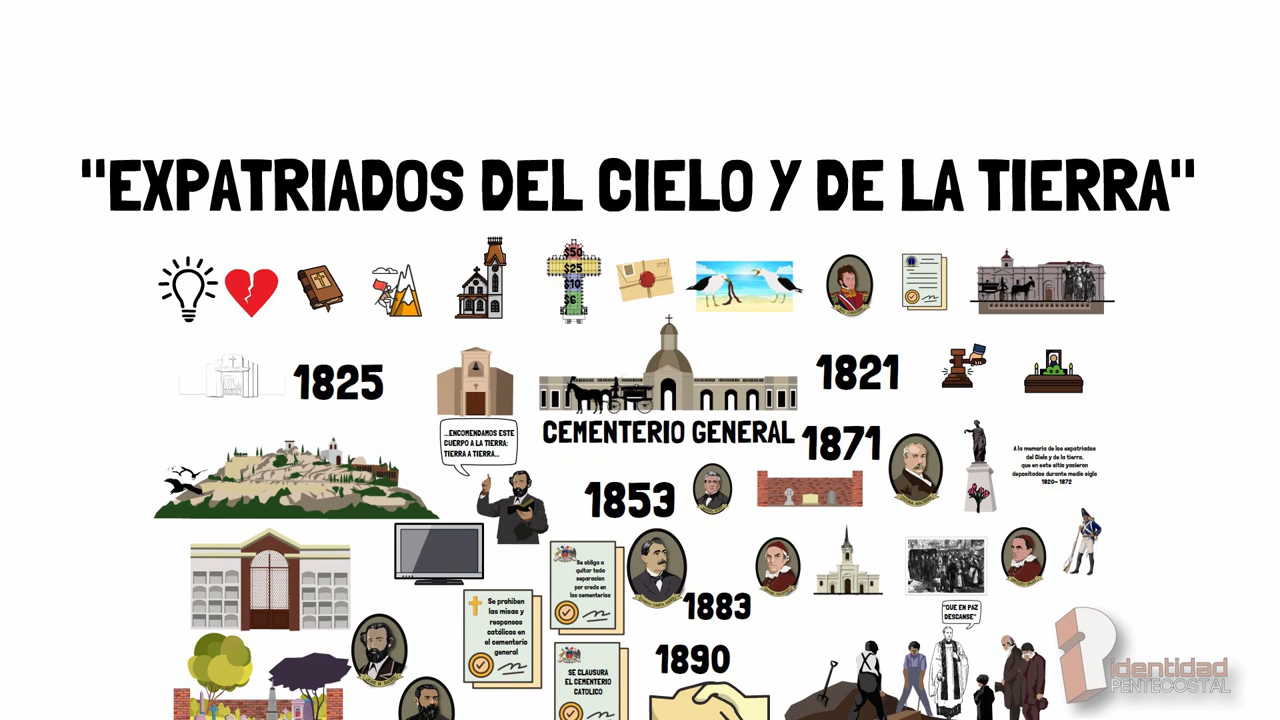 "EXPATRIADOS DEL CIELO Y DE LA TIERRA"
$50
$25
$10
$6
1825
1821
CEMENTERIO GENERAL
1871
...ENCOMENDAMOS ESTE
CUERPO A LA TIERRA:
TIERRA A TIERRA...
A la memoria de los expatriados
del Cielo y de la tierra,
que en este sitio yacieron
depositados durante medio siglo
1820– 1872
1853
Se obliga a
quitar toda
separacion
por credo en
los cementerios
1883
Se prohiben
las misas y
responsos
católicos en
el cementerio
general
"QUE EN PAZ
DESCANSE"
1890
SE CLAUSURA
EL CEMENTERIO
CATOLICO
identidad
PENTECOSTAL